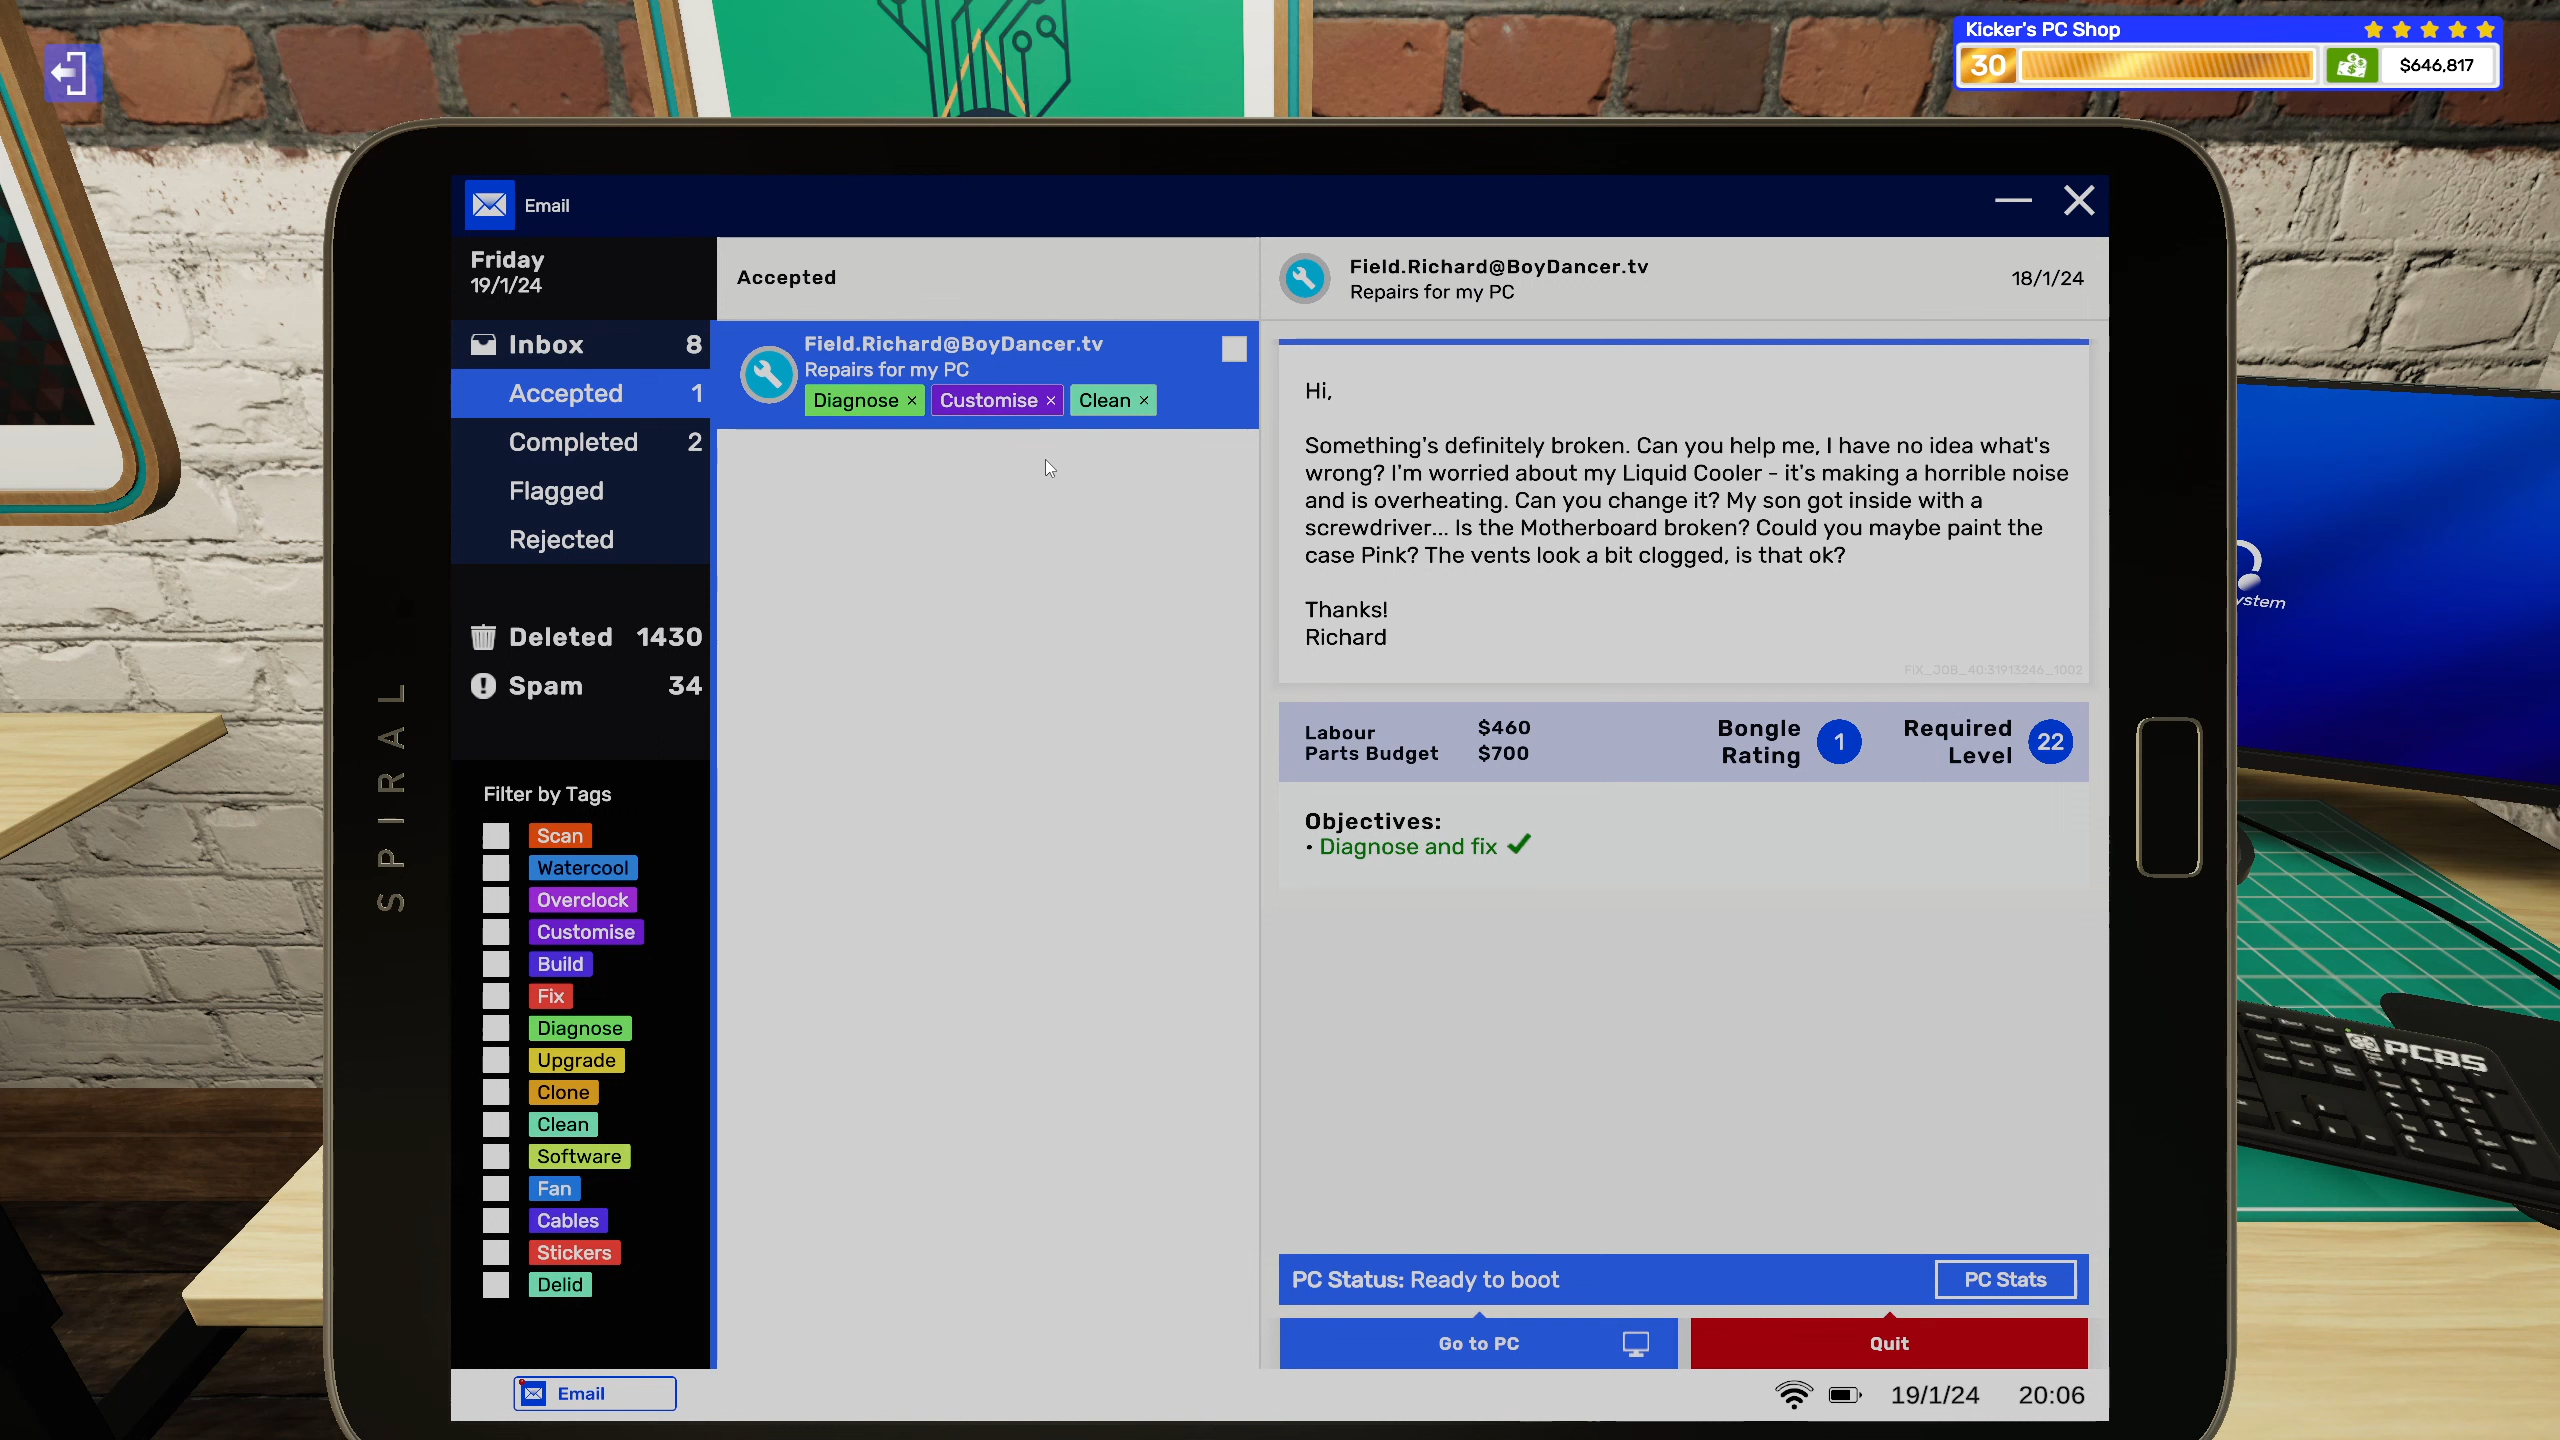 Kicker's PC Shop
30
$646,817
Email
Friday
19/1/24
Inbox 8
Accepted 1
Completed 2
Flagged
Rejected
Deleted 1430
Spam 34
Filter by Tags
Scan
Watercool
Overclock
Customise
Build
Fix
Diagnose
Upgrade
Clone
Clean
Software
Fan
Cables
Stickers
Delid
Accepted
Field.Richard@BoyDancer.tv
Repairs for my PC
Diagnose × Customise × Clean ×
Field.Richard@BoyDancer.tv
Repairs for my PC
18/1/24
Hi,
Something's definitely broken. Can you help me, I have no idea what's
wrong? I'm worried about my Liquid Cooler - it's making a horrible noise
and is overheating. Can you change it? My son got inside with a
screwdriver... Is the Motherboard broken? Could you maybe paint the
case Pink? The vents look a bit clogged, is that ok?
Thanks!
Richard
FIX_JOB_40:31913246_1002
Labour $460
Parts Budget $700
Bongle
Rating 1
Required
Level 22
Objectives:
• Diagnose and fix
PC Status: Ready to boot
PC Stats
Go to PC
Quit
Email
19/1/24 20:06
SPIRAL
ystem
PCBS